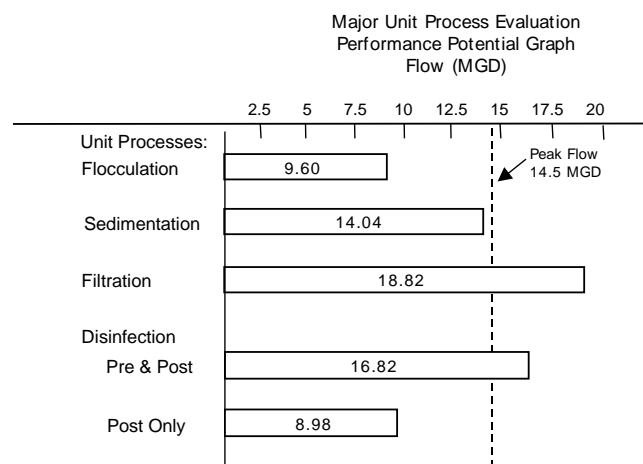 Major Unit Process Evaluation
Performance Potential Graph
Flow (MGD)
2.5 5 7.5 10 12.5 15 17.5 20
Unit Processes:
Flocculation
9.60
Peak Flow
14.5 MGD
Sedimentation
14.04
Filtration
18.82
Disinfection
Pre & Post
16.82
Post Only
8.98